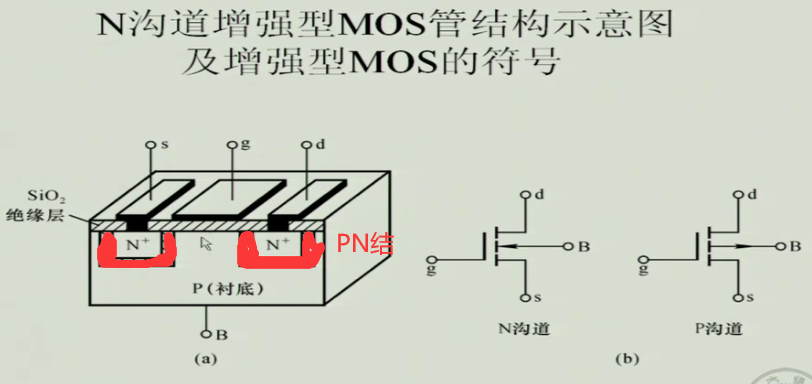 N沟道增强型MOS管结构示意图
及增强型MOS的符号
s g d
SiO₂
绝缘层
N⁺ N⁺ PN结
P(衬底)
B
(a)
d d
B B
g g
s s
N沟道 P沟道
(b)